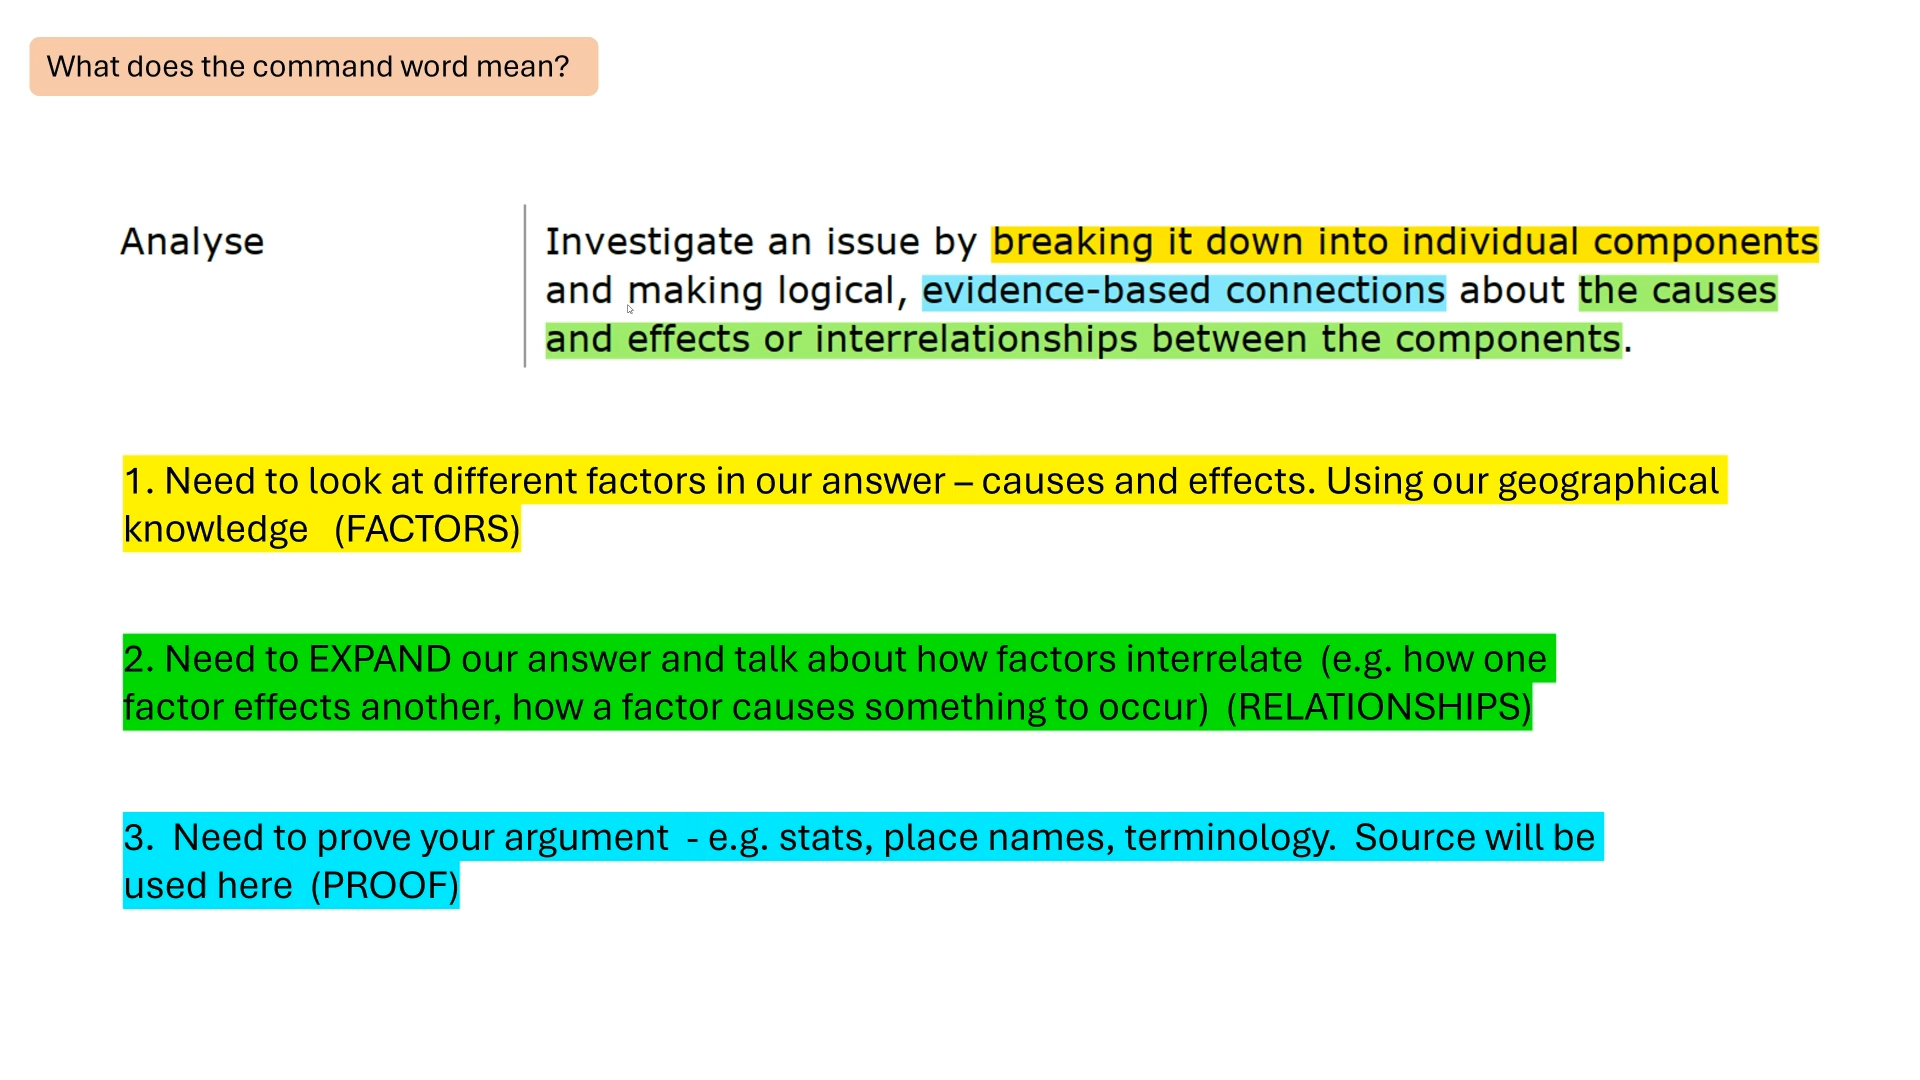 What does the command word mean?
Analyse
Investigate an issue by breaking it down into individual components
and making logical, evidence-based connections about the causes
and effects or interrelationships between the components.
1. Need to look at different factors in our answer – causes and effects. Using our geographical
knowledge (FACTORS)
2. Need to EXPAND our answer and talk about how factors interrelate (e.g. how one
factor effects another, how a factor causes something to occur) (RELATIONSHIPS)
3. Need to prove your argument - e.g. stats, place names, terminology. Source will be
used here (PROOF)